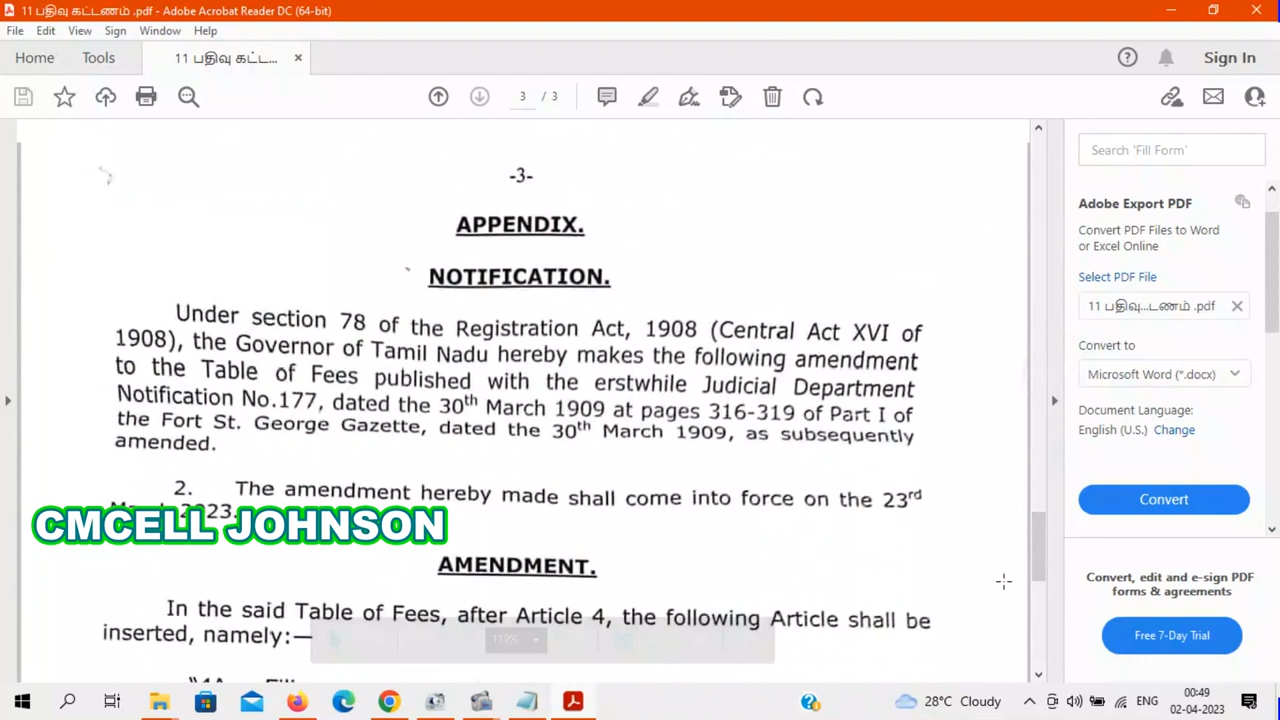 11 பதிவு கட்டணம் .pdf - Adobe Acrobat Reader DC (64-bit)
File Edit View Sign Window Help
Home Tools 11 பதிவு கட்ட... Sign In
3 / 3
Search 'Fill Form'
Adobe Export PDF
Convert PDF Files to Word
or Excel Online
Select PDF File
11 பதிவு...டணம் .pdf
Convert to
Microsoft Word (*.docx)
Document Language:
English (U.S.) Change
Convert
Convert, edit and e-sign PDF
forms & agreements
Free 7-Day Trial
-3-
APPENDIX.
NOTIFICATION.
Under section 78 of the Registration Act, 1908 (Central Act XVI of
1908), the Governor of Tamil Nadu hereby makes the following amendment
to the Table of Fees published with the erstwhile Judicial Department
Notification No.177, dated the 30th March 1909 at pages 316-319 of Part I of
the Fort St. George Gazette, dated the 30th March 1909, as subsequently
amended.
2. The amendment hereby made shall come into force on the 23rd
2023.
CMCELL JOHNSON
AMENDMENT.
In the said Table of Fees, after Article 4, the following Article shall be
inserted, namely:—
119%
28°C Cloudy
ENG
00:49
02-04-2023